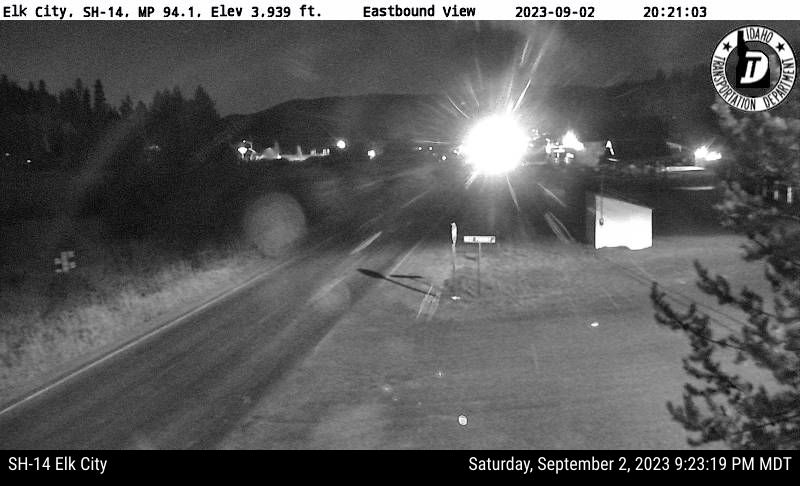 Elk City, SH-14, MP 94.1, Elev 3,939 ft. Eastbound View 2023-09-02 20:21:03
IDAHO
TRANSPORTATION DEPARTMENT
SH-14 Elk City
Saturday, September 2, 2023 9:23:19 PM MDT